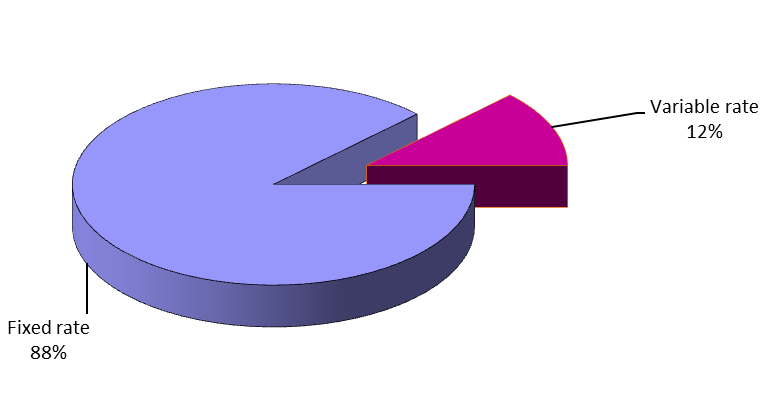 Variable rate
12%
Fixed rate
88%